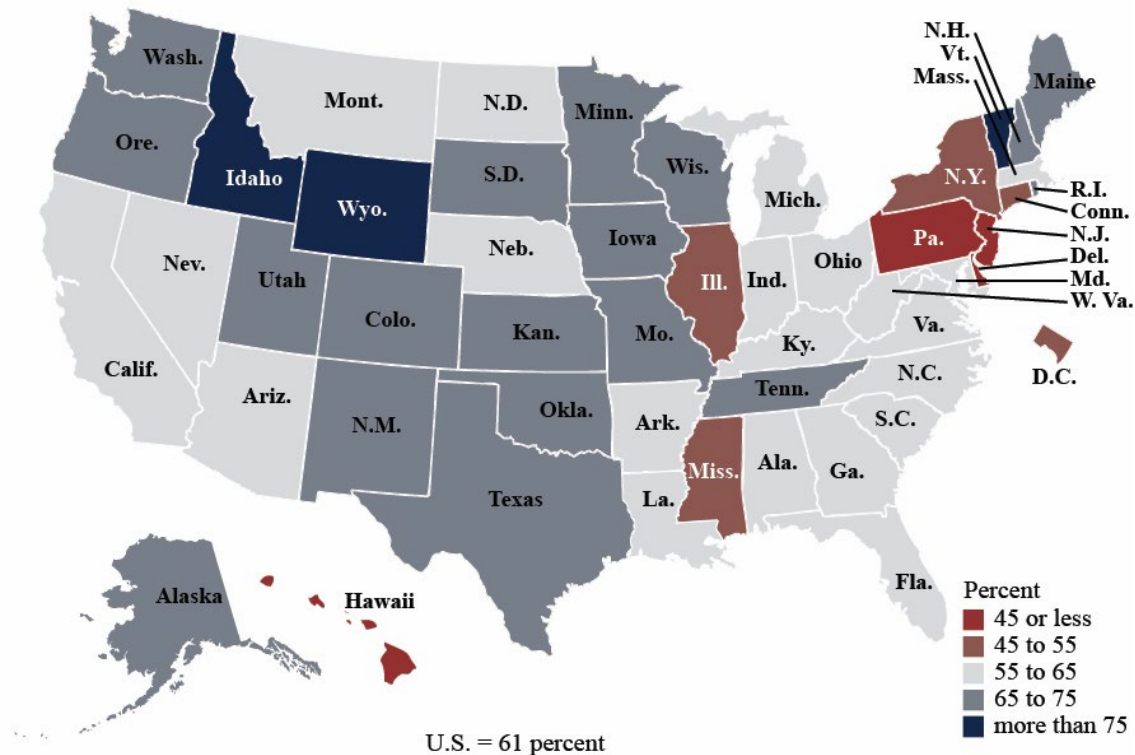 N.H.
Vt.
Mass.
Wash.
Mont.
N.D.
Minn.
Maine
Ore.
Idaho
Wyo.
S.D.
Wis.
Mich.
N.Y.
R.I.
Conn.
N.J.
Del.
Md.
W. Va.
Nev.
Utah
Neb.
Iowa
Ill.
Ind.
Ohio
Pa.
Calif.
Colo.
Kan.
Mo.
Ky.
Va.
D.C.
Ariz.
N.M.
Okla.
Ark.
Tenn.
N.C.
S.C.
Texas
La.
Miss.
Ala.
Ga.
Fla.
Alaska
Hawaii
Percent
45 or less
45 to 55
55 to 65
65 to 75
more than 75
U.S. = 61 percent